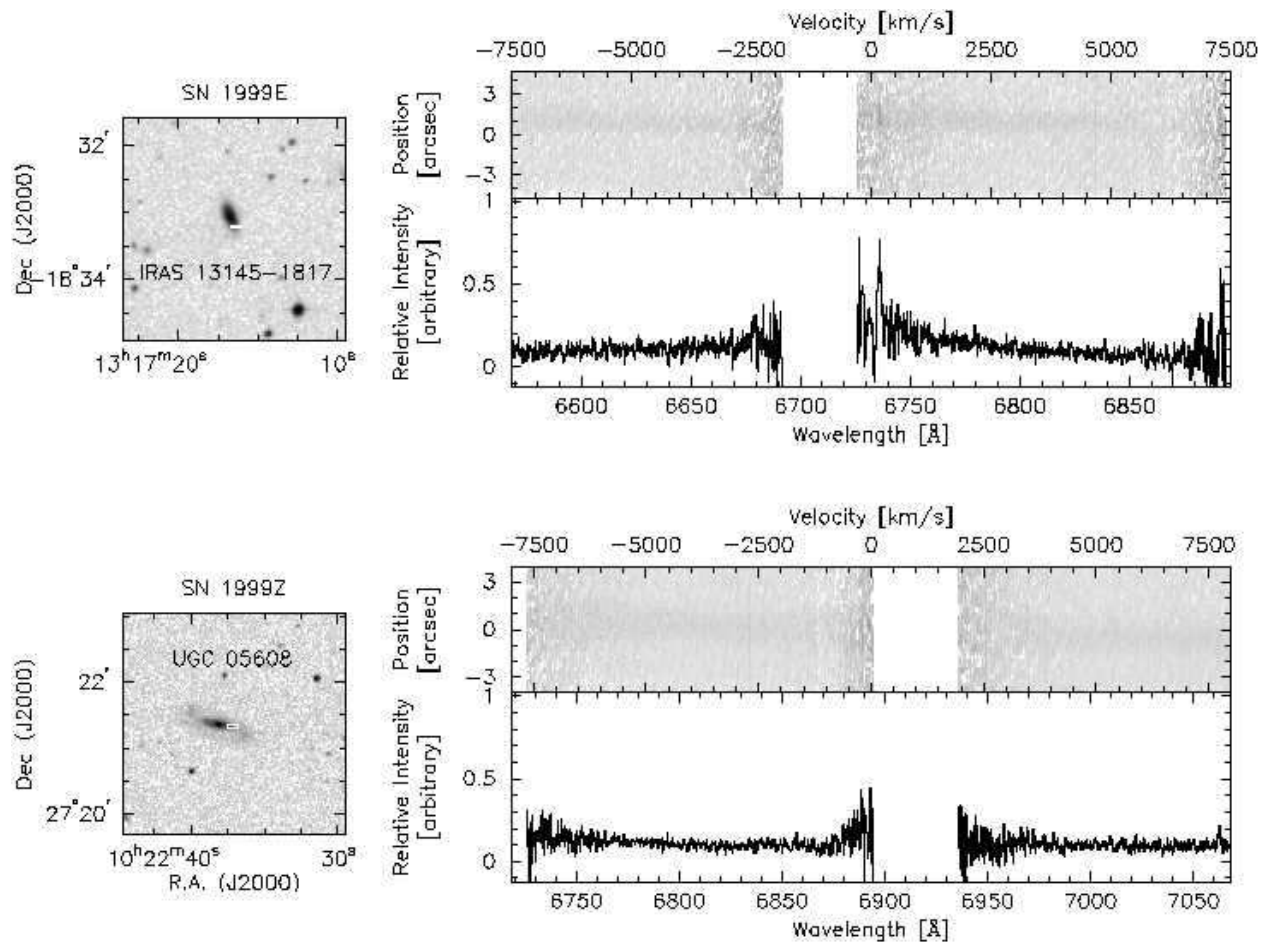 Velocity [km/s]
−7500 −5000 −2500 0 2500 5000 7500
SN 1999E
Dec (J2000)
32′
−18°34′
IRAS 13145−1817
13ʰ17ᵐ20ˢ 10ˢ
Position
[arcsec]
3
0
−3
Relative Intensity
[arbitrary]
1
0.5
0
6600 6650 6700 6750 6800 6850
Wavelength [Å]
Velocity [km/s]
−7500 −5000 −2500 0 2500 5000 7500
SN 1999Z
Dec (J2000)
UGC 05608
22′
27°20′
10ʰ22ᵐ40ˢ 30ˢ
R.A. (J2000)
Position
[arcsec]
3
0
−3
Relative Intensity
[arbitrary]
1
0.5
0
6750 6800 6850 6900 6950 7000 7050
Wavelength [Å]